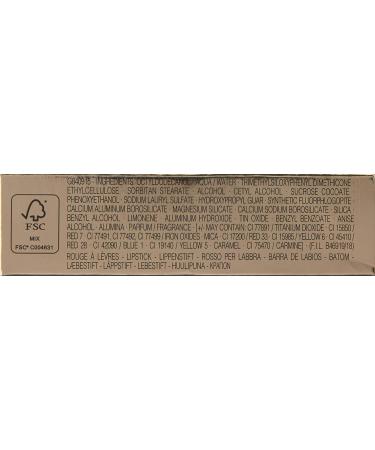 G840915 · INGREDIENTS: OCTYLDODECANOL · AQUA / WATER · TRIMETHYLSILOXYPHENYL DIMETHICONE
ETHYLCELLULOSE · SORBITAN STEARATE · ALCOHOL · CETYL ALCOHOL · SUCROSE COCOATE
PHENOXYETHANOL · SODIUM LAURYL SULFATE · HYDROXYPROPYL GUAR · SYNTHETIC FLUORPHLOGOPITE ·
CALCIUM ALUMINUM BOROSILICATE · MAGNESIUM SILICATE · CALCIUM SODIUM BOROSILICATE · SILICA
BENZYL ALCOHOL · LIMONENE · ALUMINUM HYDROXIDE · TIN OXIDE · BENZYL BENZOATE · ANISE
ALCOHOL · ALUMINA · PARFUM / FRAGRANCE · [+/- MAY CONTAIN CI 77891 / TITANIUM DIOXIDE · CI 15850 /
RED 7 · CI 77491, CI 77492, CI 77499 / IRON OXIDES · MICA · CI 17200 / RED 33 · CI 15985 / YELLOW 6 · CI 45410 /
RED 28 · CI 42090 / BLUE 1 · CI 19140 / YELLOW 5 · CARAMEL · CI 75470 / CARMINE] · (F.I.L. B46919/18)
ROUGE À LÈVRES - LIPSTICK - LIPPENSTIFT - ROSSO PER LABBRA - BARRA DE LABIOS - BATOM -
LÆBESTIFT - LÄPPSTIFT - LEBESTIFT - HUULIPUNA - КРАГІОН
FSC
MIX
FSC® C004631